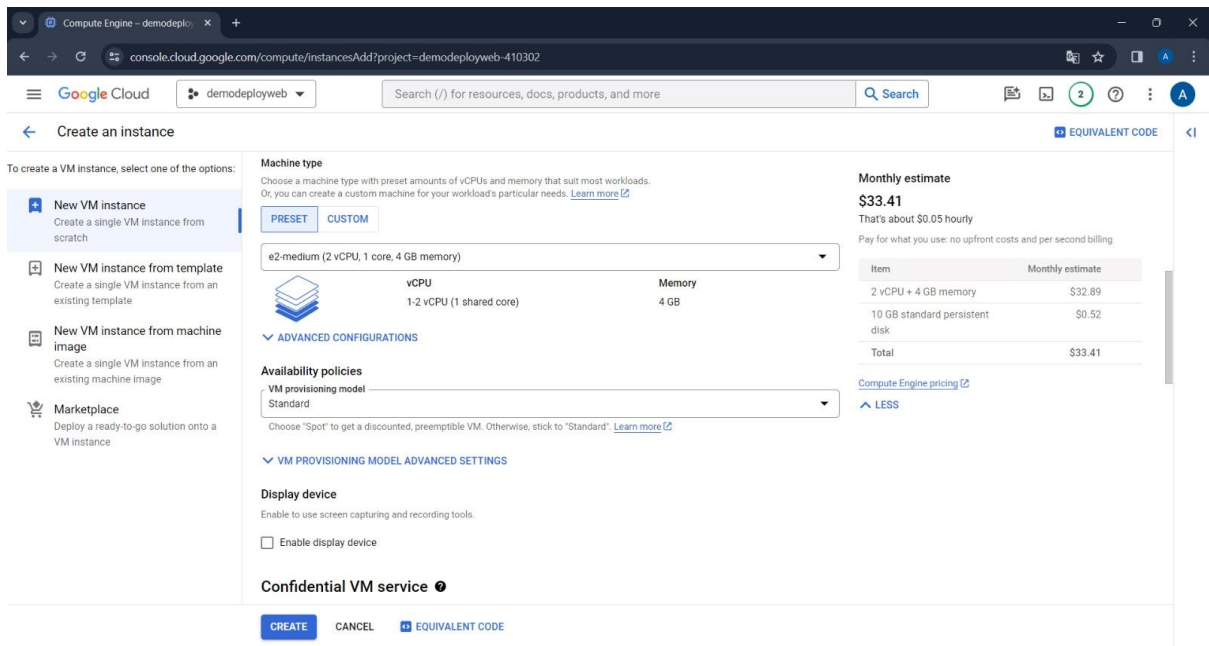 Compute Engine – demodeploy
console.cloud.google.com/compute/instancesAdd?project=demodeployweb-410302
A
Google Cloud
demodeployweb
Search (/) for resources, docs, products, and more
Search
2
A
Create an instance
EQUIVALENT CODE
To create a VM instance, select one of the options:
New VM instance
Create a single VM instance from
scratch
New VM instance from template
Create a single VM instance from an
existing template
New VM instance from machine
image
Create a single VM instance from an
existing machine image
Marketplace
Deploy a ready-to-go solution onto a
VM instance
Machine type
Choose a machine type with preset amounts of vCPUs and memory that suit most workloads.
Or, you can create a custom machine for your workload's particular needs. Learn more
PRESET
CUSTOM
e2-medium (2 vCPU, 1 core, 4 GB memory)
vCPU
Memory
1-2 vCPU (1 shared core)
4 GB
ADVANCED CONFIGURATIONS
Availability policies
VM provisioning model
Standard
Choose "Spot" to get a discounted, preemptible VM. Otherwise, stick to "Standard". Learn more
VM PROVISIONING MODEL ADVANCED SETTINGS
Display device
Enable to use screen capturing and recording tools.
Enable display device
Confidential VM service
CREATE
CANCEL
EQUIVALENT CODE
Monthly estimate
$33.41
That's about $0.05 hourly
Pay for what you use: no upfront costs and per second billing
Item
Monthly estimate
2 vCPU + 4 GB memory
$32.89
10 GB standard persistent
disk
$0.52
Total
$33.41
Compute Engine pricing
LESS